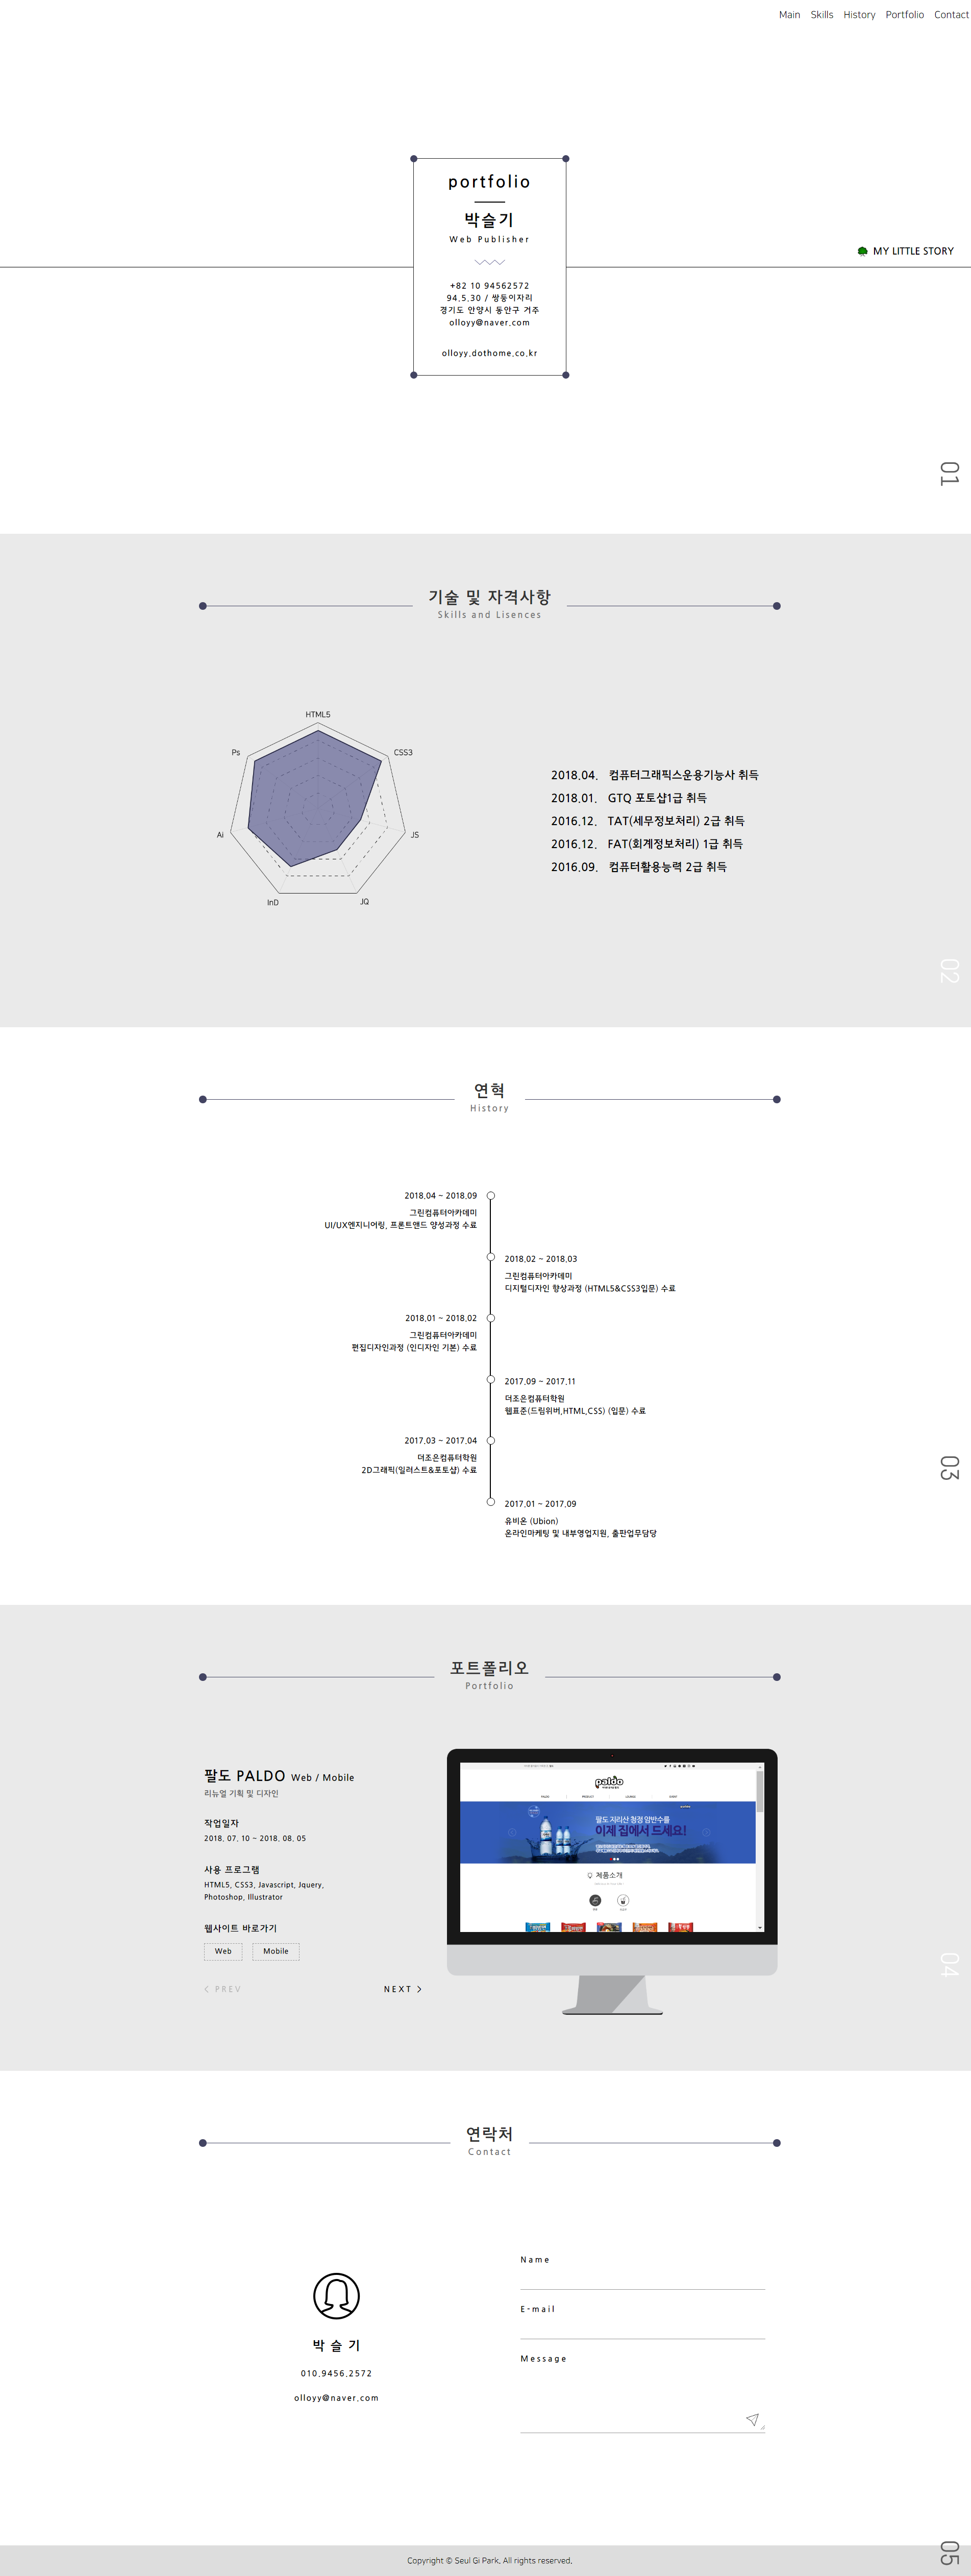 Main Skills History Portfolio Contact
portfolio
박슬기
Web Publisher
MY LITTLE STORY
+82 10 94562572
94.5.30 / 쌍둥이자리
경기도 안양시 동안구 거주
olloyy@naver.com
olloyy.dothome.co.kr
01
기술 및 자격사항
Skills and Lisences
HTML5
Ps
CSS3
Ai
JS
InD
JQ
2018.04. 컴퓨터그래픽스운용기능사 취득
2018.01. GTQ 포토샵1급 취득
2016.12. TAT(세무정보처리) 2급 취득
2016.12. FAT(회계정보처리) 1급 취득
2016.09. 컴퓨터활용능력 2급 취득
02
연혁
History
2018.04 ~ 2018.09
그린컴퓨터아카데미
UI/UX엔지니어링, 프론트앤드 양성과정 수료
2018.02 ~ 2018.03
그린컴퓨터아카데미
디지털디자인 향상과정 (HTML5&CSS3입문) 수료
2018.01 ~ 2018.02
그린컴퓨터아카데미
편집디자인과정 (인디자인 기본) 수료
2017.09 ~ 2017.11
더조은컴퓨터학원
웹표준(드림위버,HTML,CSS) (입문) 수료
2017.03 ~ 2017.04
더조은컴퓨터학원
2D그래픽(일러스트&포토샵) 수료
2017.01 ~ 2017.09
유비온 (Ubion)
온라인마케팅 및 내부영업지원, 출판업무담당
03
포트폴리오
Portfolio
팔도 PALDO Web / Mobile
리뉴얼 기획 및 디자인
작업일자
2018. 07. 10 ~ 2018. 08. 05
사용 프로그램
HTML5, CSS3, Javascript, Jquery,
Photoshop, Illustrator
웹사이트 바로가기
Web Mobile
PREV NEXT
paldo
팔도 지리산 청정 암반수를
이제 집에서 드세요!
제품소개
04
연락처
Contact
박슬기
010.9456.2572
olloyy@naver.com
Name
E-mail
Message
05
Copyright © Seul Gi Park. All rights reserved.